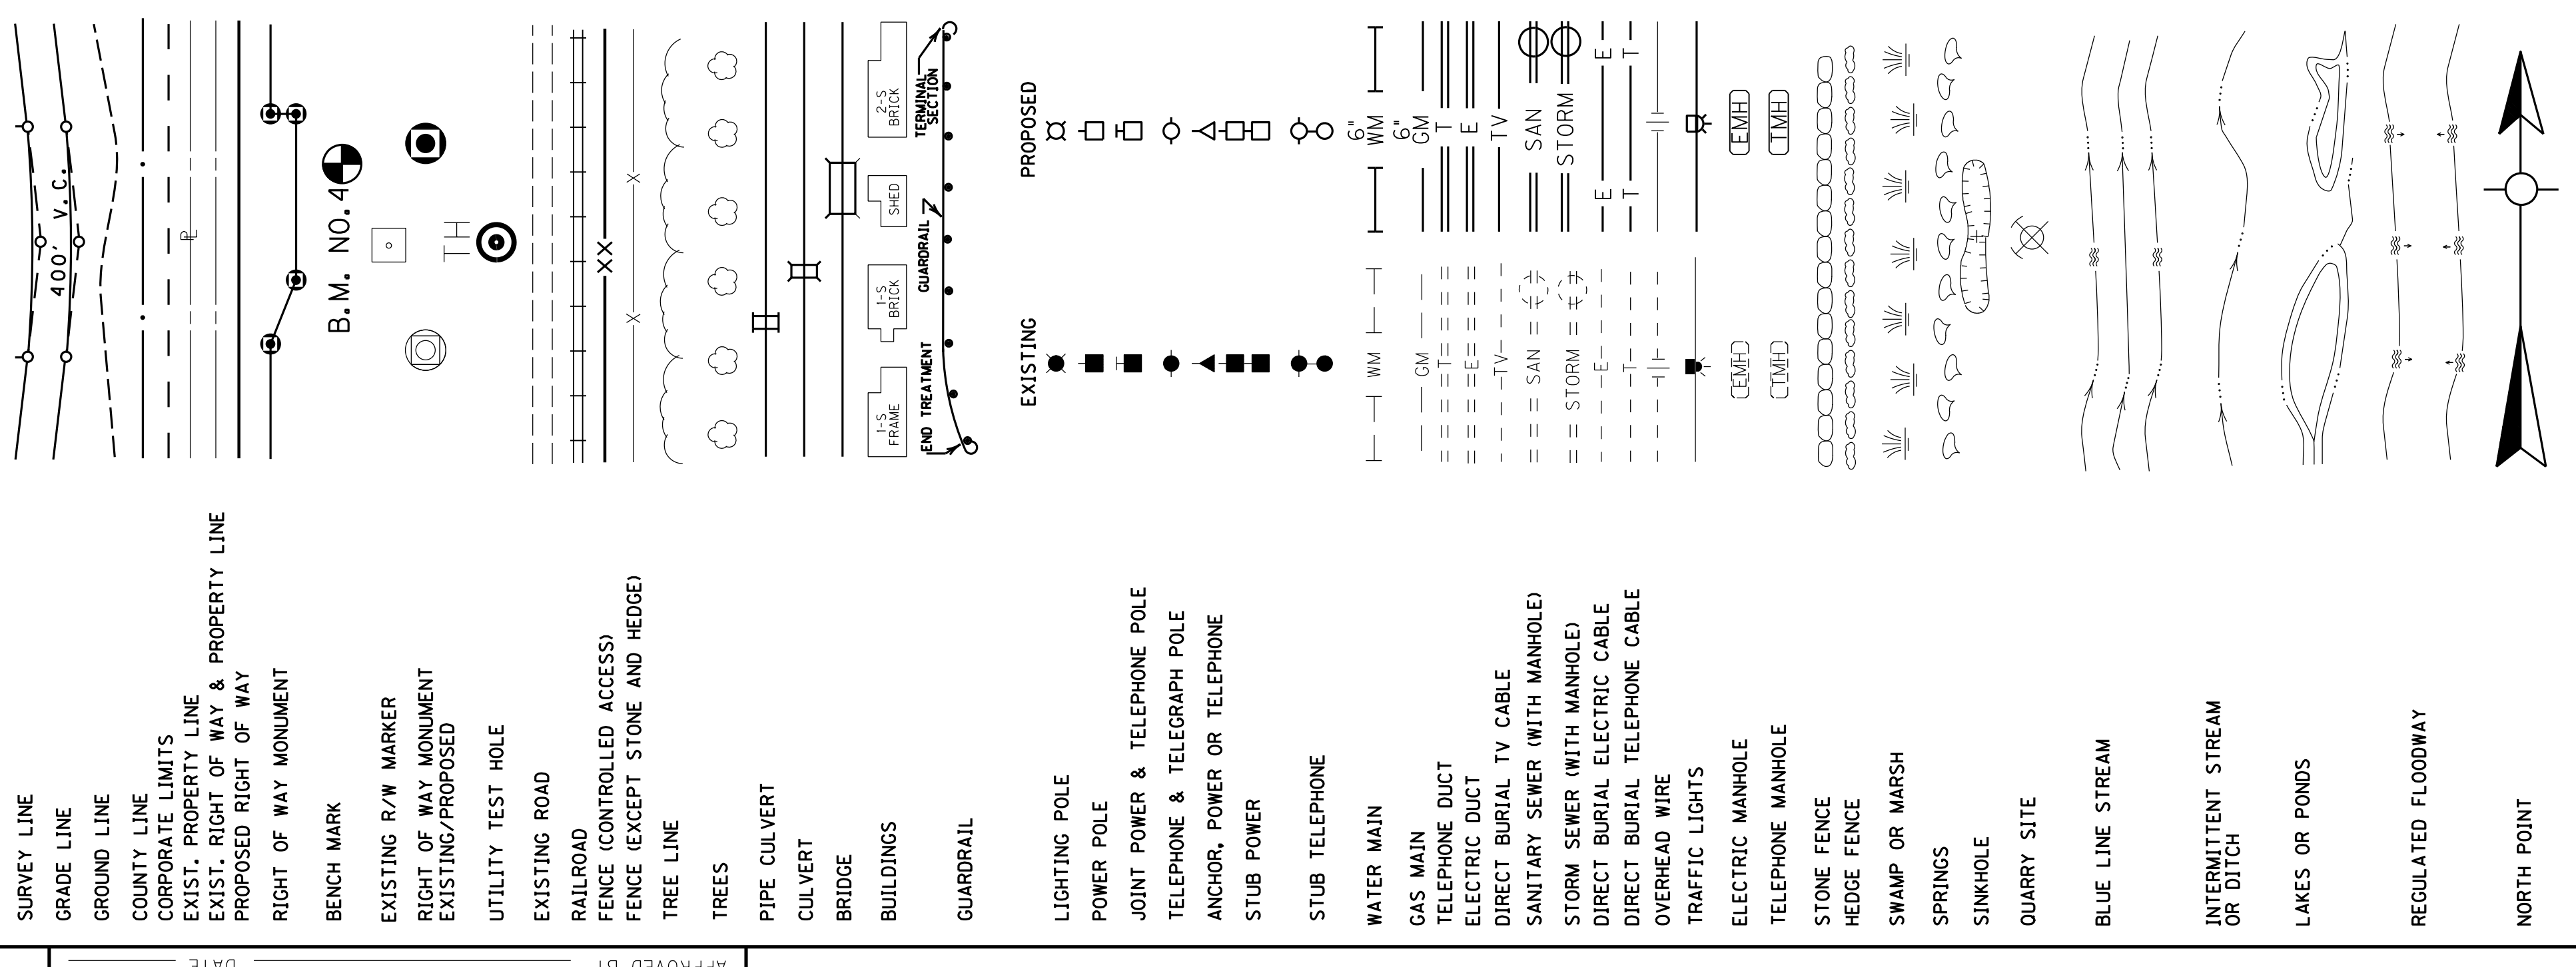 SURVEY LINE
GRADE LINE
400' V.C.
GROUND LINE
COUNTY LINE
CORPORATE LIMITS
EXIST. PROPERTY LINE
EXIST. RIGHT OF WAY & PROPERTY LINE
PROPOSED RIGHT OF WAY
RIGHT OF WAY MONUMENT
BENCH MARK
B.M. NO.4
EXISTING R/W MARKER
RIGHT OF WAY MONUMENT
EXISTING/PROPOSED
UTILITY TEST HOLE
TH
EXISTING ROAD
RAILROAD
FENCE (CONTROLLED ACCESS)
XX
FENCE (EXCEPT STONE AND HEDGE)
X X
TREE LINE
TREES
PIPE CULVERT
CULVERT
BRIDGE
BUILDINGS
1-S
FRAME
1-S
BRICK
SHED
2-S
BRICK
GUARDRAIL
END TREATMENT
GUARDRAIL
TERMINAL
SECTION
EXISTING PROPOSED
LIGHTING POLE
POWER POLE
JOINT POWER & TELEPHONE POLE
TELEPHONE & TELEGRAPH POLE
ANCHOR, POWER OR TELEPHONE
STUB POWER
STUB TELEPHONE
WATER MAIN
WM
6"
WM
GAS MAIN
GM
6"
GM
TELEPHONE DUCT
T T
ELECTRIC DUCT
E E
DIRECT BURIAL TV CABLE
TV TV
SANITARY SEWER (WITH MANHOLE)
SAN SAN
STORM SEWER (WITH MANHOLE)
STORM STORM
DIRECT BURIAL ELECTRIC CABLE
E E E
DIRECT BURIAL TELEPHONE CABLE
T T T
OVERHEAD WIRE
TRAFFIC LIGHTS
ELECTRIC MANHOLE
EMH EMH
TELEPHONE MANHOLE
TMH TMH
STONE FENCE
HEDGE FENCE
SWAMP OR MARSH
SPRINGS
SINKHOLE
QUARRY SITE
BLUE LINE STREAM
INTERMITTENT STREAM
OR DITCH
LAKES OR PONDS
REGULATED FLOODWAY
NORTH POINT